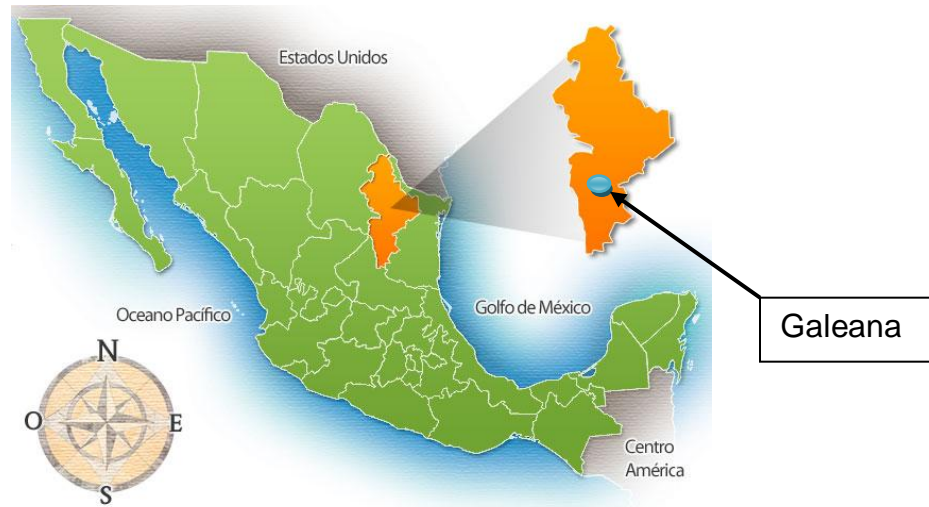 Estados Unidos
Oceano Pacífico
Golfo de México
Galeana
N
O
E
S
Centro
América